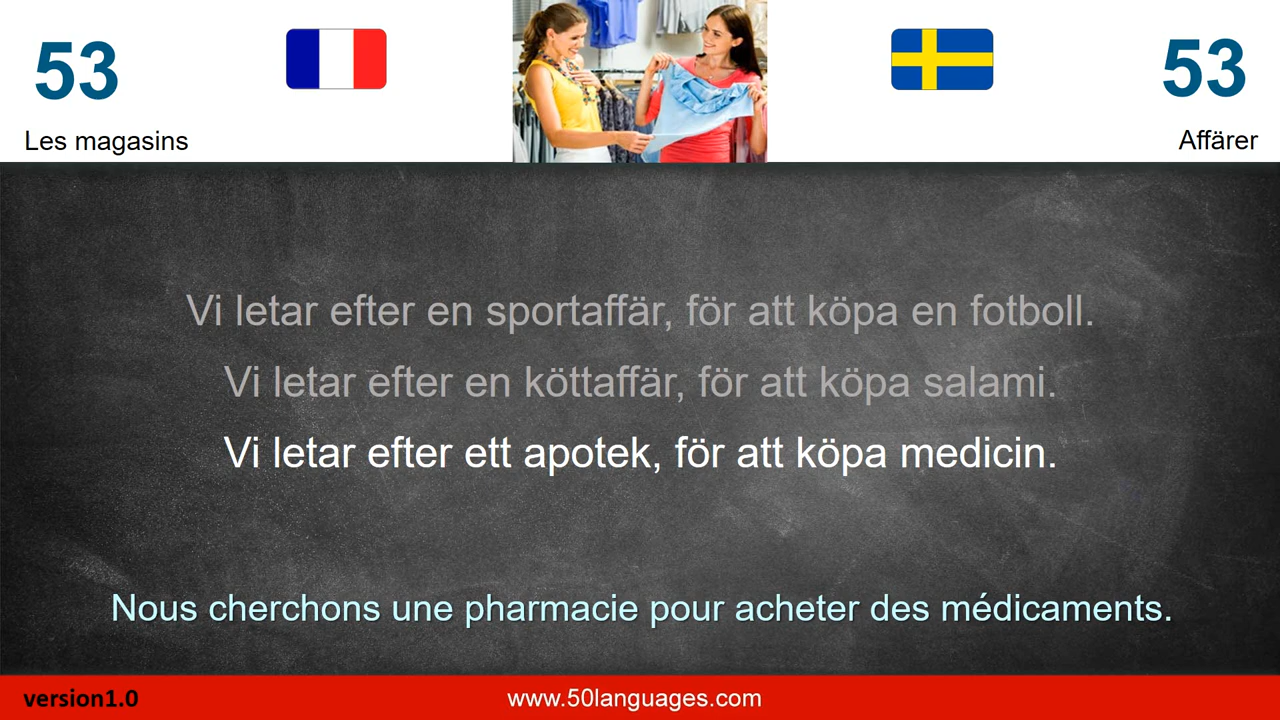 53
53
Les magasins
Affärer
Vi letar efter en sportaffär, för att köpa en fotboll.
Vi letar efter en köttaffär, för att köpa salami.
Vi letar efter ett apotek, för att köpa medicin.
Nous cherchons une pharmacie pour acheter des médicaments.
version1.0
www.50languages.com